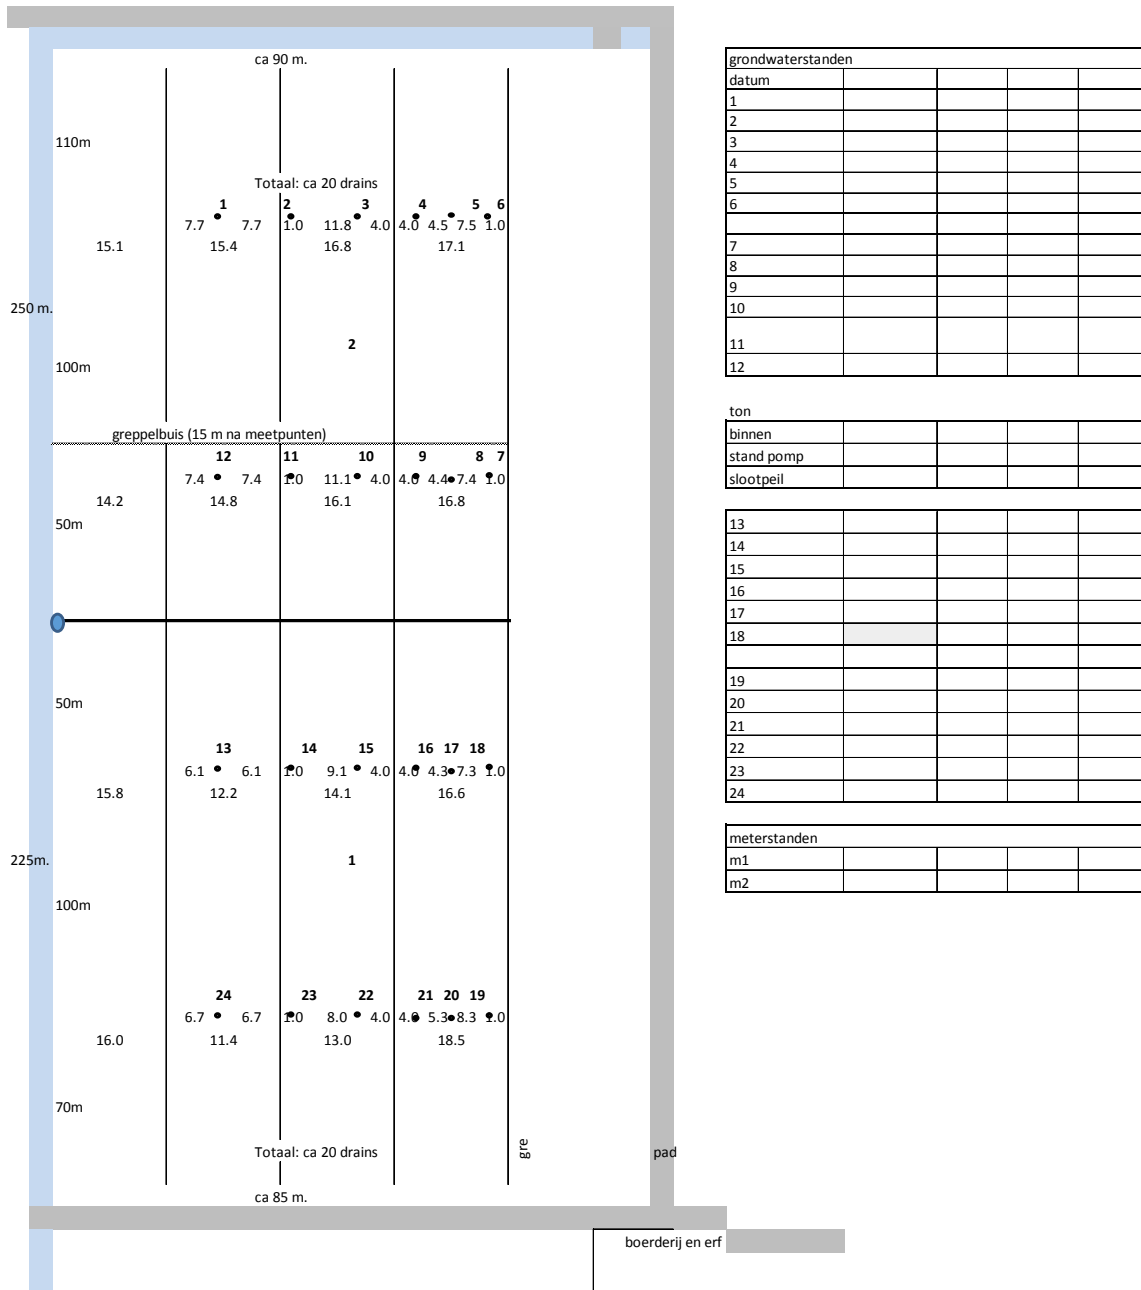 ca 90 m.
110m
Totaal: ca 20 drains
1 2 3 4 5 6
7.7 7.7 1.0 11.8 4.0 4.0 4.5 7.5 1.0
15.1 15.4 16.8 17.1
250 m.
2
100m
greppelbuis (15 m na meetpunten)
12 11 10 9 8 7
7.4 7.4 1.0 11.1 4.0 4.0 4.4 7.4 1.0
14.2 14.8 16.1 16.8
50m
50m
13 14 15 16 17 18
6.1 6.1 1.0 9.1 4.0 4.0 4.3 7.3 1.0
15.8 12.2 14.1 16.6
225m.
1
100m
24 23 22 21 20 19
6.7 6.7 1.0 8.0 4.0 4.0 5.3 8.3 1.0
16.0 11.4 13.0 18.5
70m
Totaal: ca 20 drains
gre
pad
ca 85 m.
boerderij en erf
grondwaterstanden
datum
1
2
3
4
5
6
7
8
9
10
11
12
ton
binnen
stand pomp
slootpeil
13
14
15
16
17
18
19
20
21
22
23
24
meterstanden
m1
m2